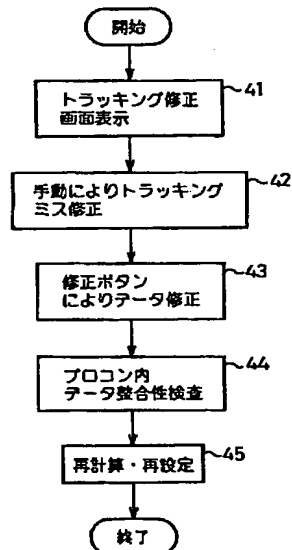 開始
トラッキング修正
画面表示
41
手動によりトラッキング
ミス修正
42
修正ボタン
によりデータ修正
43
プロコン内
データ整合性検査
44
再計算・再設定
45
終了